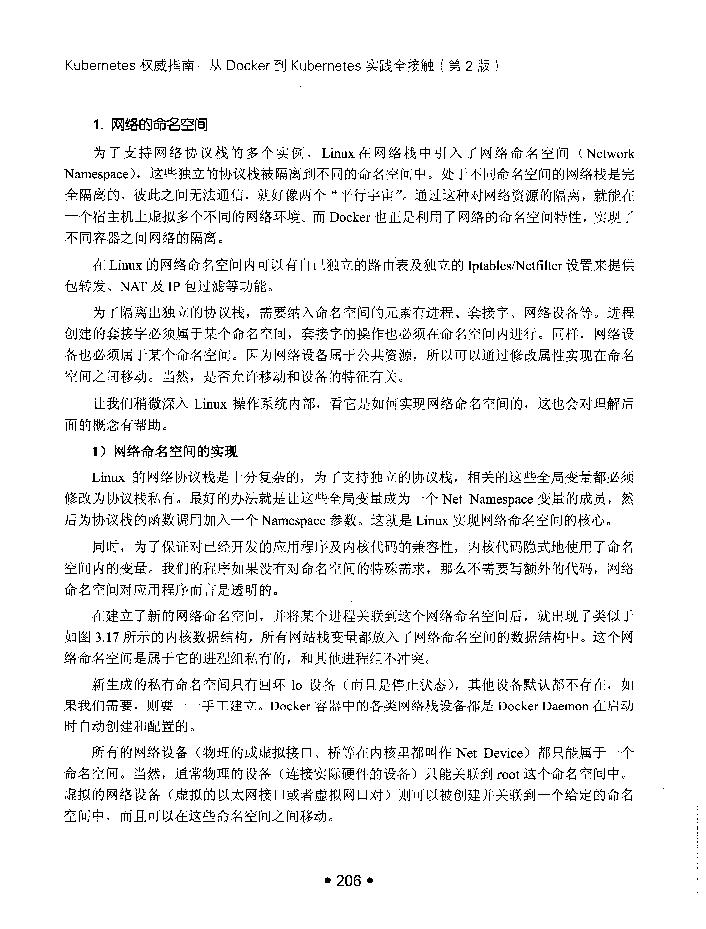 Kubernetes 权威指南：从 Docker 到 Kubernetes 实践全接触（第 2 版）
1. 网络的命名空间
为了支持网络协议栈的多个实例，Linux 在网络栈中引入了网络命名空间（Network
Namespace），这些独立的协议栈被隔离到不同的命名空间中。处于不同命名空间的网络栈是完
全隔离的，彼此之间无法通信，就好像两个“平行宇宙”。通过这种对网络资源的隔离，就能在
一个宿主机上虚拟多个不同的网络环境。而 Docker 也正是利用了网络的命名空间特性，实现了
不同容器之间网络的隔离。
在 Linux 的网络命名空间内可以有自己独立的路由表及独立的 Iptables/Netfilter 设置来提供
包转发、NAT 及 IP 包过滤等功能。
为了隔离出独立的协议栈，需要纳入命名空间的元素有进程、套接字、网络设备等。进程
创建的套接字必须属于某个命名空间，套接字的操作也必须在命名空间内进行。同样，网络设
备也必须属于某个命名空间。因为网络设备属于公共资源，所以可以通过修改属性实现在命名
空间之间移动。当然，是否允许移动和设备的特征有关。
让我们稍微深入 Linux 操作系统内部，看它是如何实现网络命名空间的，这也会对理解后
面的概念有帮助。
1）网络命名空间的实现
Linux 的网络协议栈是十分复杂的，为了支持独立的协议栈，相关的这些全局变量都必须
修改为协议栈私有。最好的办法就是让这些全局变量成为一个 Net Namespace 变量的成员，然
后为协议栈的函数调用加入一个 Namespace 参数。这就是 Linux 实现网络命名空间的核心。
同时，为了保证对已经开发的应用程序及内核代码的兼容性，内核代码隐式地使用了命名
空间内的变量。我们的程序如果没有对命名空间的特殊需求，那么不需要写额外的代码，网络
命名空间对应用程序而言是透明的。
在建立了新的网络命名空间，并将某个进程关联到这个网络命名空间后，就出现了类似于
如图 3.17 所示的内核数据结构，所有网站栈变量都放入了网络命名空间的数据结构中。这个网
络命名空间是属于它的进程组私有的，和其他进程组不冲突。
新生成的私有命名空间只有回环 lo 设备（而且是停止状态），其他设备默认都不存在，如
果我们需要，则要一一手工建立。Docker 容器中的各类网络栈设备都是 Docker Daemon 在启动
时自动创建和配置的。
所有的网络设备（物理的或虚拟接口、桥等在内核里都叫作 Net Device）都只能属于一个
命名空间。当然，通常物理的设备（连接实际硬件的设备）只能关联到 root 这个命名空间中。
虚拟的网络设备（虚拟的以太网接口或者虚拟网口对）则可以被创建并关联到一个给定的命名
空间中，而且可以在这些命名空间之间移动。
• 206 •